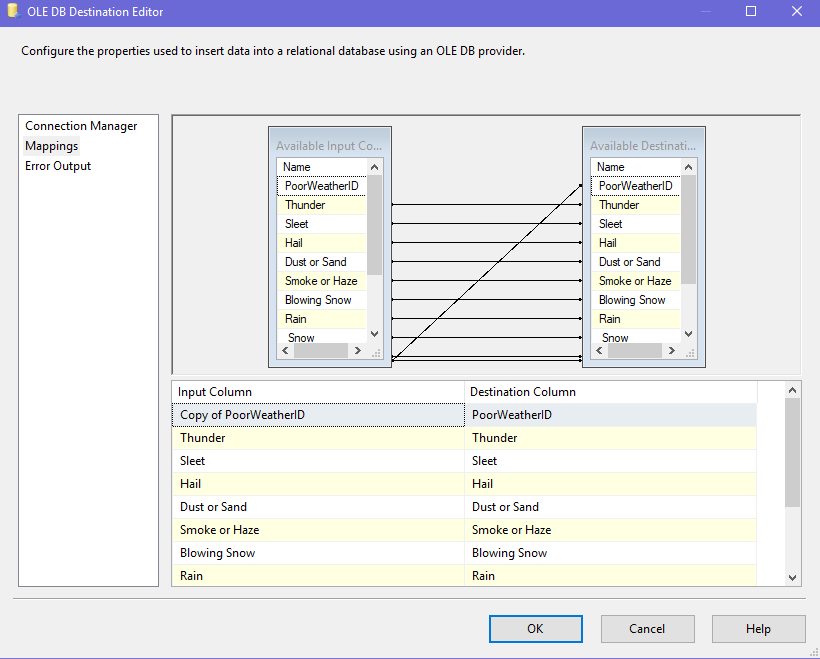 OLE DB Destination Editor
Configure the properties used to insert data into a relational database using an OLE DB provider.
Connection Manager
Mappings
Error Output
Available Input Co...
Name
PoorWeatherID
Thunder
Sleet
Hail
Dust or Sand
Smoke or Haze
Blowing Snow
Rain
Snow
Available Destinati...
Name
PoorWeatherID
Thunder
Sleet
Hail
Dust or Sand
Smoke or Haze
Blowing Snow
Rain
Snow
Input Column Destination Column
Copy of PoorWeatherID PoorWeatherID
Thunder Thunder
Sleet Sleet
Hail Hail
Dust or Sand Dust or Sand
Smoke or Haze Smoke or Haze
Blowing Snow Blowing Snow
Rain Rain
OK Cancel Help